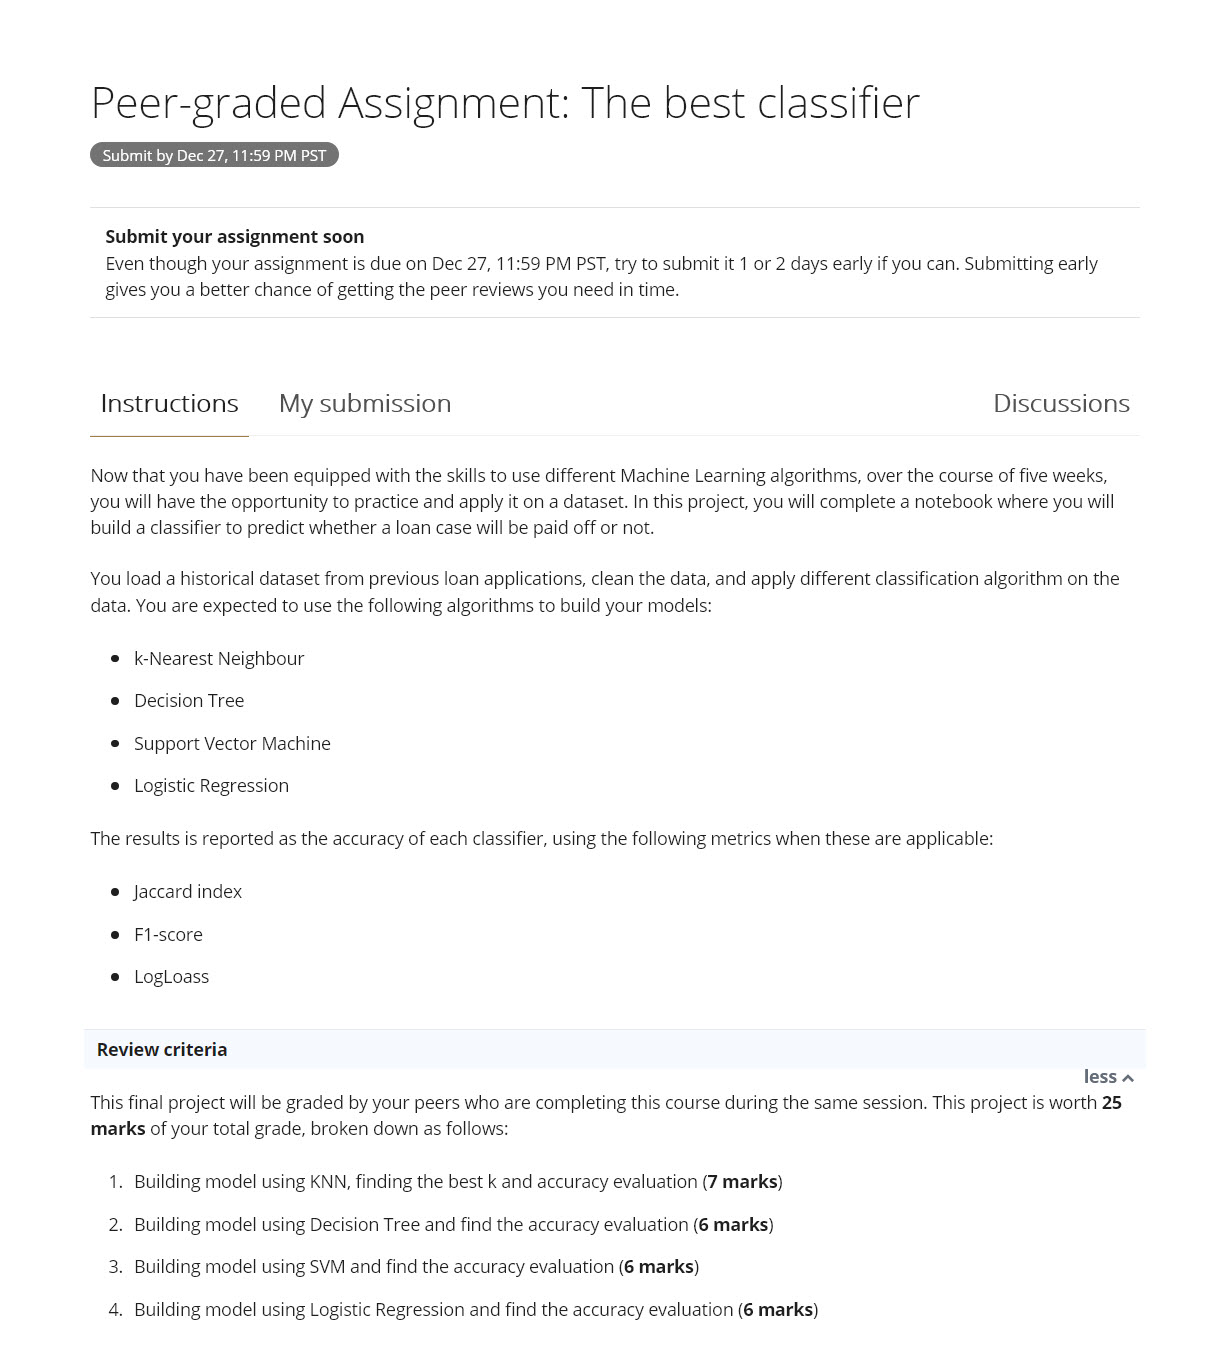 Peer-graded Assignment: The best classifier
Submit by Dec 27, 11:59 PM PST
Submit your assignment soon
Even though your assignment is due on Dec 27, 11:59 PM PST, try to submit it 1 or 2 days early if you can. Submitting early
gives you a better chance of getting the peer reviews you need in time.
Instructions My submission Discussions
Now that you have been equipped with the skills to use different Machine Learning algorithms, over the course of five weeks,
you will have the opportunity to practice and apply it on a dataset. In this project, you will complete a notebook where you will
build a classifier to predict whether a loan case will be paid off or not.
You load a historical dataset from previous loan applications, clean the data, and apply different classification algorithm on the
data. You are expected to use the following algorithms to build your models:
• k-Nearest Neighbour
• Decision Tree
• Support Vector Machine
• Logistic Regression
The results is reported as the accuracy of each classifier, using the following metrics when these are applicable:
• Jaccard index
• F1-score
• LogLoass
Review criteria
less
This final project will be graded by your peers who are completing this course during the same session. This project is worth 25
marks of your total grade, broken down as follows:
1. Building model using KNN, finding the best k and accuracy evaluation (7 marks)
2. Building model using Decision Tree and find the accuracy evaluation (6 marks)
3. Building model using SVM and find the accuracy evaluation (6 marks)
4. Building model using Logistic Regression and find the accuracy evaluation (6 marks)